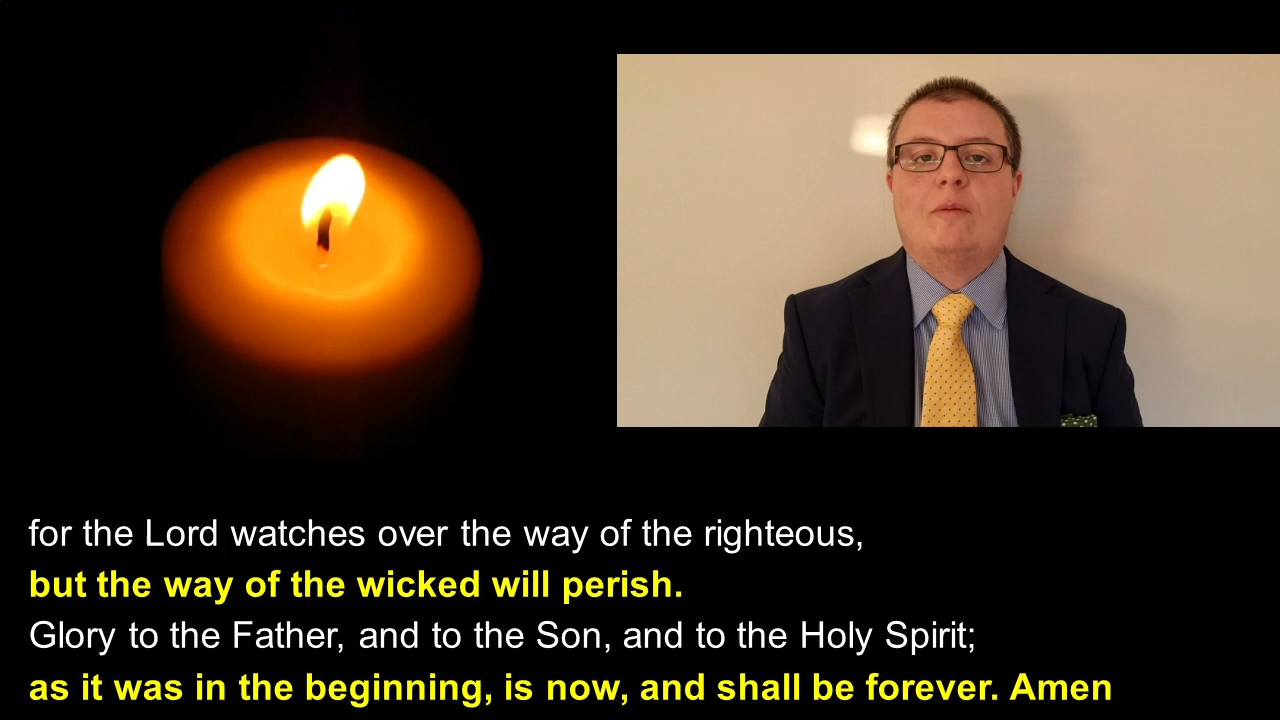 for the Lord watches over the way of the righteous,
but the way of the wicked will perish.
Glory to the Father, and to the Son, and to the Holy Spirit;
as it was in the beginning, is now, and shall be forever. Amen